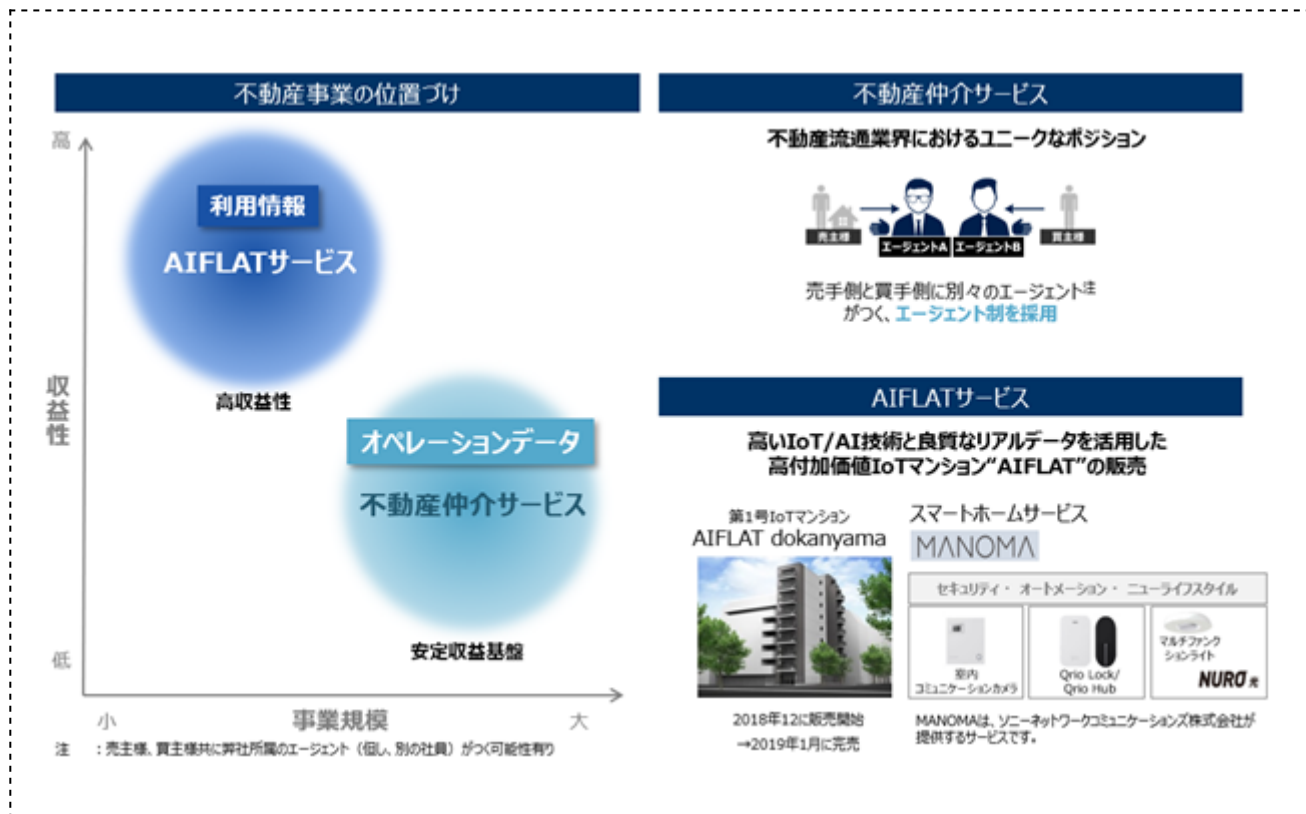 不動産事業の位置づけ
高
利用情報
AIFLATサービス
高収益性
収益性
オペレーションデータ
不動産仲介サービス
安定収益基盤
低
小
事業規模
大
注 :売主様、買主様共に弊社所属のエージェント(但し、別の社員)がつく可能性有り
不動産仲介サービス
不動産流通業界におけるユニークなポジション
売主様
エージェントA
エージェントB
買主様
売手側と買手側に別々のエージェント注
がつく、エージェント制を採用
AIFLATサービス
高いIoT/AI技術と良質なリアルデータを活用した
高付加価値IoTマンション“AIFLAT”の販売
第1号IoTマンション
AIFLAT dokanyama
2018年12に販売開始
→2019年1月に完売
スマートホームサービス
MANOMA
セキュリティ・ オートメーション・ ニューライフスタイル
室内
コミュニケーションカメラ
Qrio Lock/
Qrio Hub
マルチファンク
ションライト
NURO 光
MANOMAは、ソニーネットワークコミュニケーションズ株式会社が
提供するサービスです。